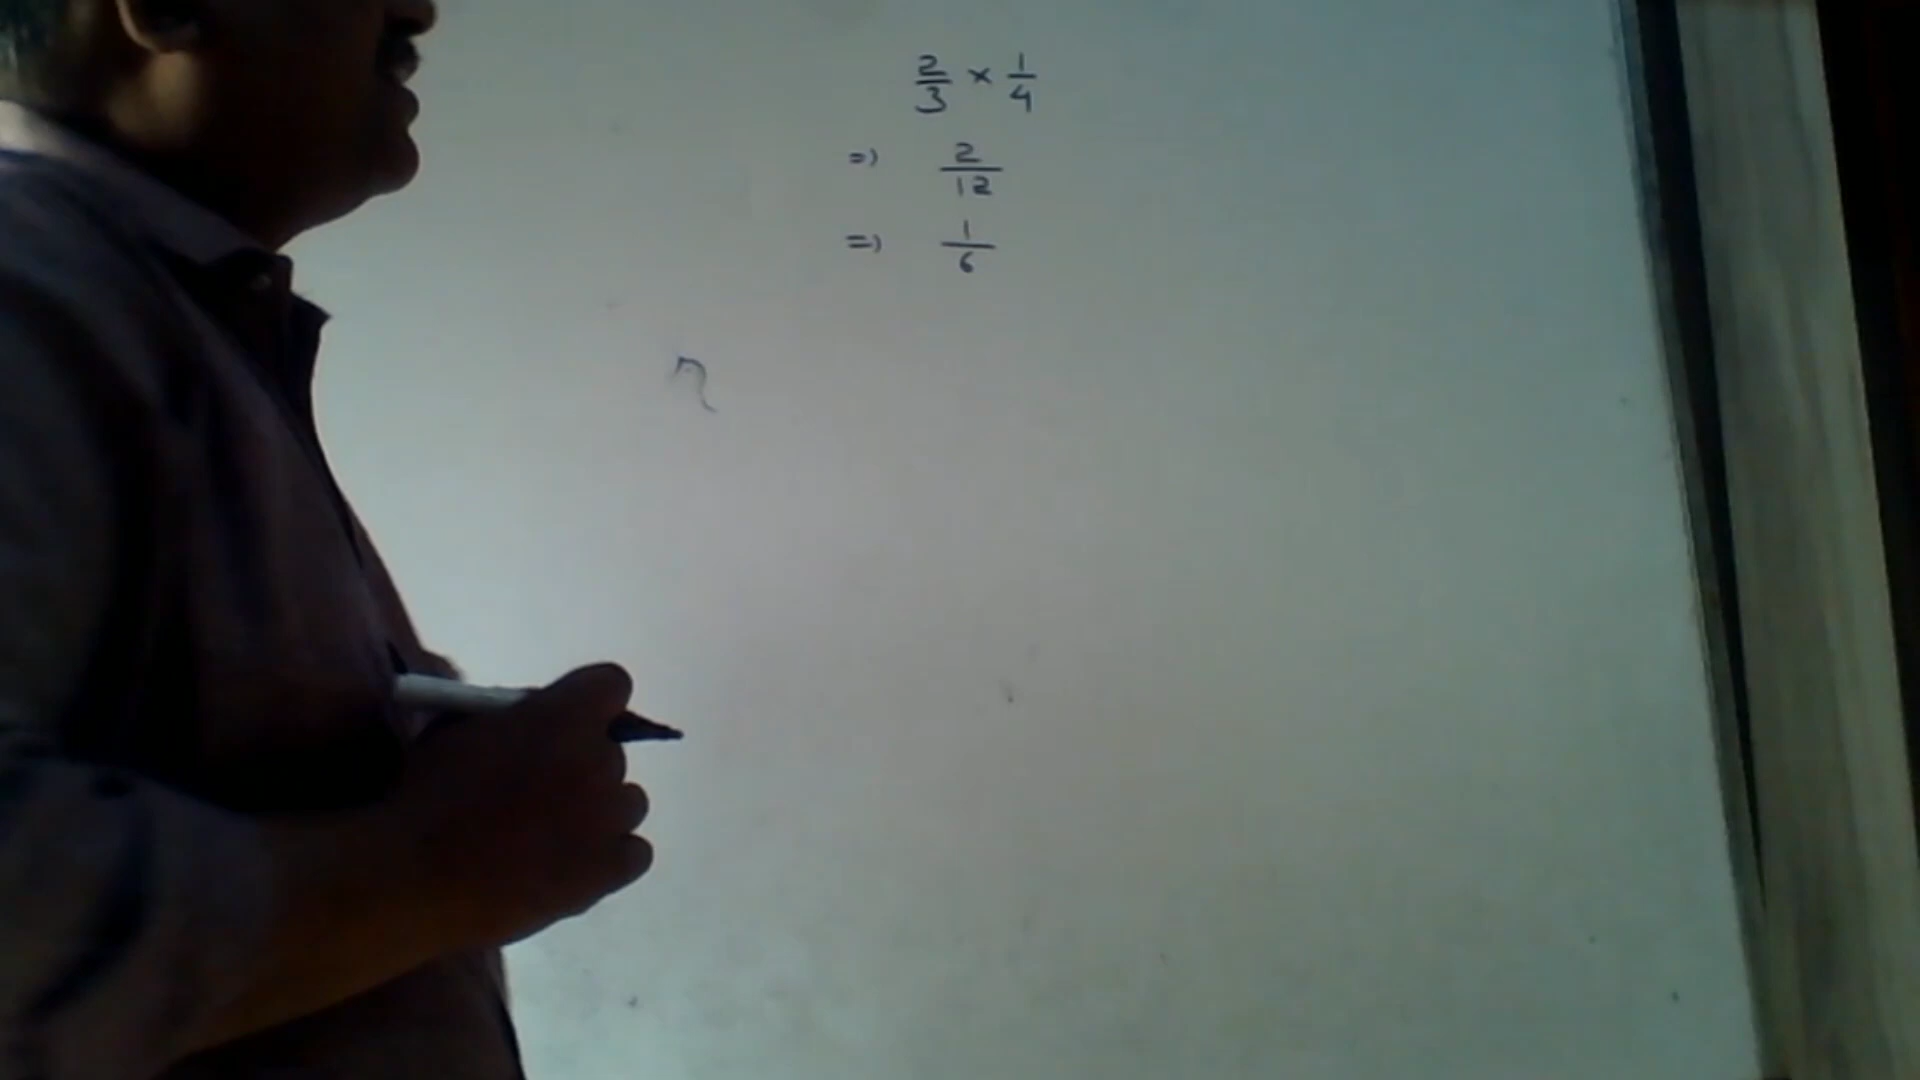 2/3 × 1/4
=> 2/12
=> 1/6